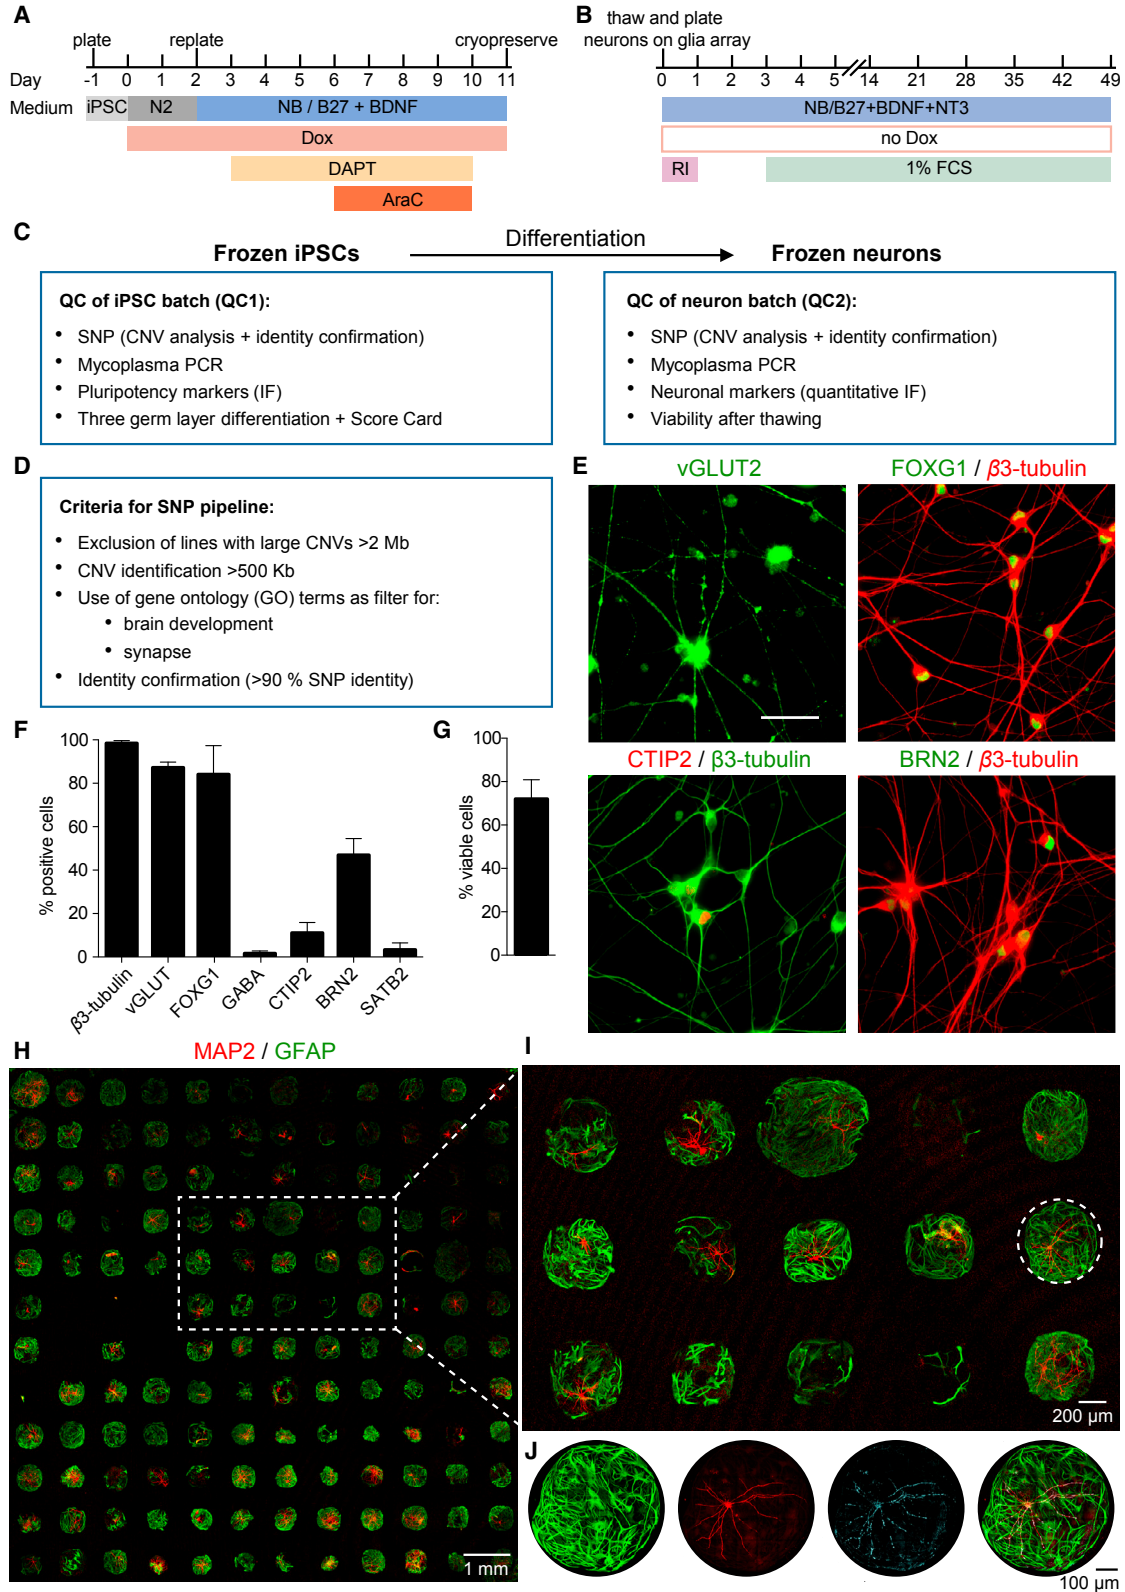 A
plate
replate
cryopreserve
Day
-1 0 1 2 3 4 5 6 7 8 9 10 11
Medium
iPSC
N2
NB / B27 + BDNF
Dox
DAPT
AraC
B
thaw and plate
neurons on glia array
0 1 2 3 4 5 14 21 28 35 42 49
NB/B27+BDNF+NT3
no Dox
RI
1% FCS
C
Frozen iPSCs
Differentiation
Frozen neurons
QC of iPSC batch (QC1):
• SNP (CNV analysis + identity confirmation)
• Mycoplasma PCR
• Pluripotency markers (IF)
• Three germ layer differentiation + Score Card
QC of neuron batch (QC2):
• SNP (CNV analysis + identity confirmation)
• Mycoplasma PCR
• Neuronal markers (quantitative IF)
• Viability after thawing
D
Criteria for SNP pipeline:
• Exclusion of lines with large CNVs >2 Mb
• CNV identification >500 Kb
• Use of gene ontology (GO) terms as filter for:
• brain development
• synapse
• Identity confirmation (>90 % SNP identity)
E
vGLUT2
FOXG1 / β3-tubulin
CTIP2 / β3-tubulin
BRN2 / β3-tubulin
F
% positive cells
100
80
60
40
20
0
β3-tubulin
vGLUT
FOXG1
GABA
CTIP2
BRN2
SATB2
G
% viable cells
100
80
60
40
20
0
H
MAP2 / GFAP
1 mm
I
200 µm
J
100 µm